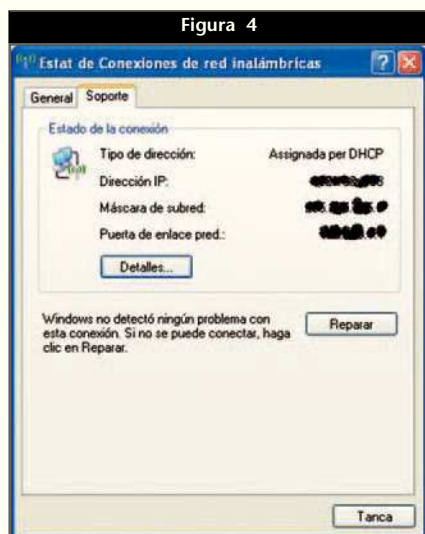 Figura 4
Estat de Conexiones de red inalámbricas
General Soporte
Estado de la conexión
Tipo de dirección: Assignada per DHCP
Dirección IP:
Máscara de subred:
Puerta de enlace pred.:
Detalles...
Windows no detectó ningún problema con
esta conexión. Si no se puede conectar, haga
clic en Reparar.
Reparar
Tanca